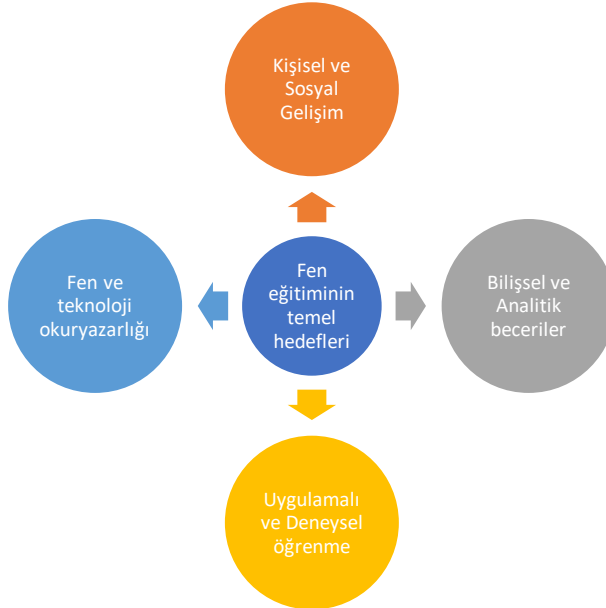 Kişisel ve
Sosyal
Gelişim
Fen ve
teknoloji
okuryazarlığı
Fen
eğitiminin
temel
hedefleri
Bilişsel ve
Analitik
beceriler
Uygulamalı
ve Deneysel
öğrenme